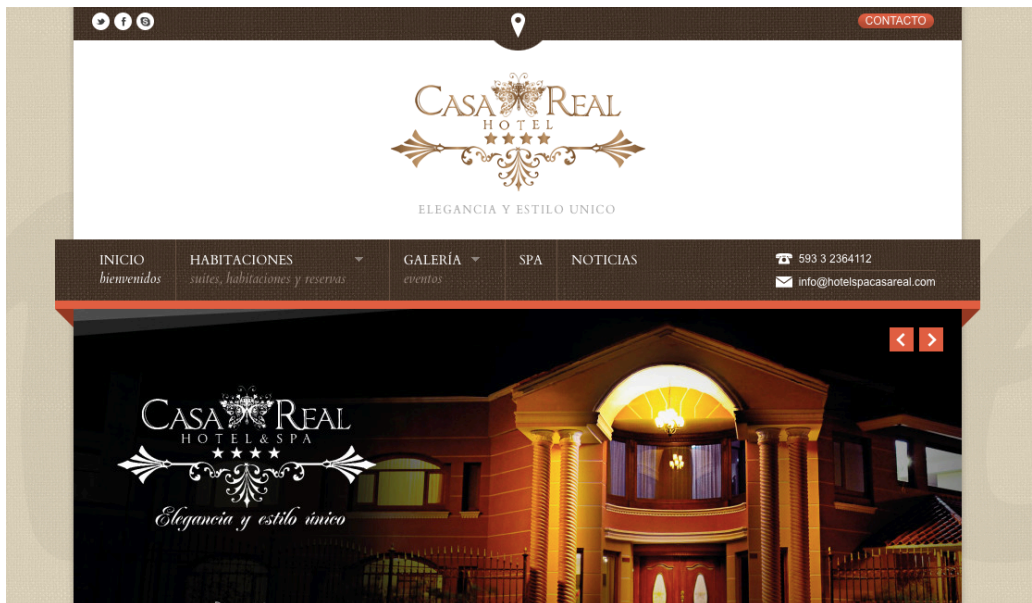 CONTACTO
CASA REAL
HOTEL
ELEGANCIA Y ESTILO UNICO
INICIO
bienvenidos
HABITACIONES
suites, habitaciones y reservas
GALERÍA
eventos
SPA
NOTICIAS
593 3 2364112
info@hotelspacasareal.com
CASA REAL
HOTEL & SPA
Elegancia y estilo único